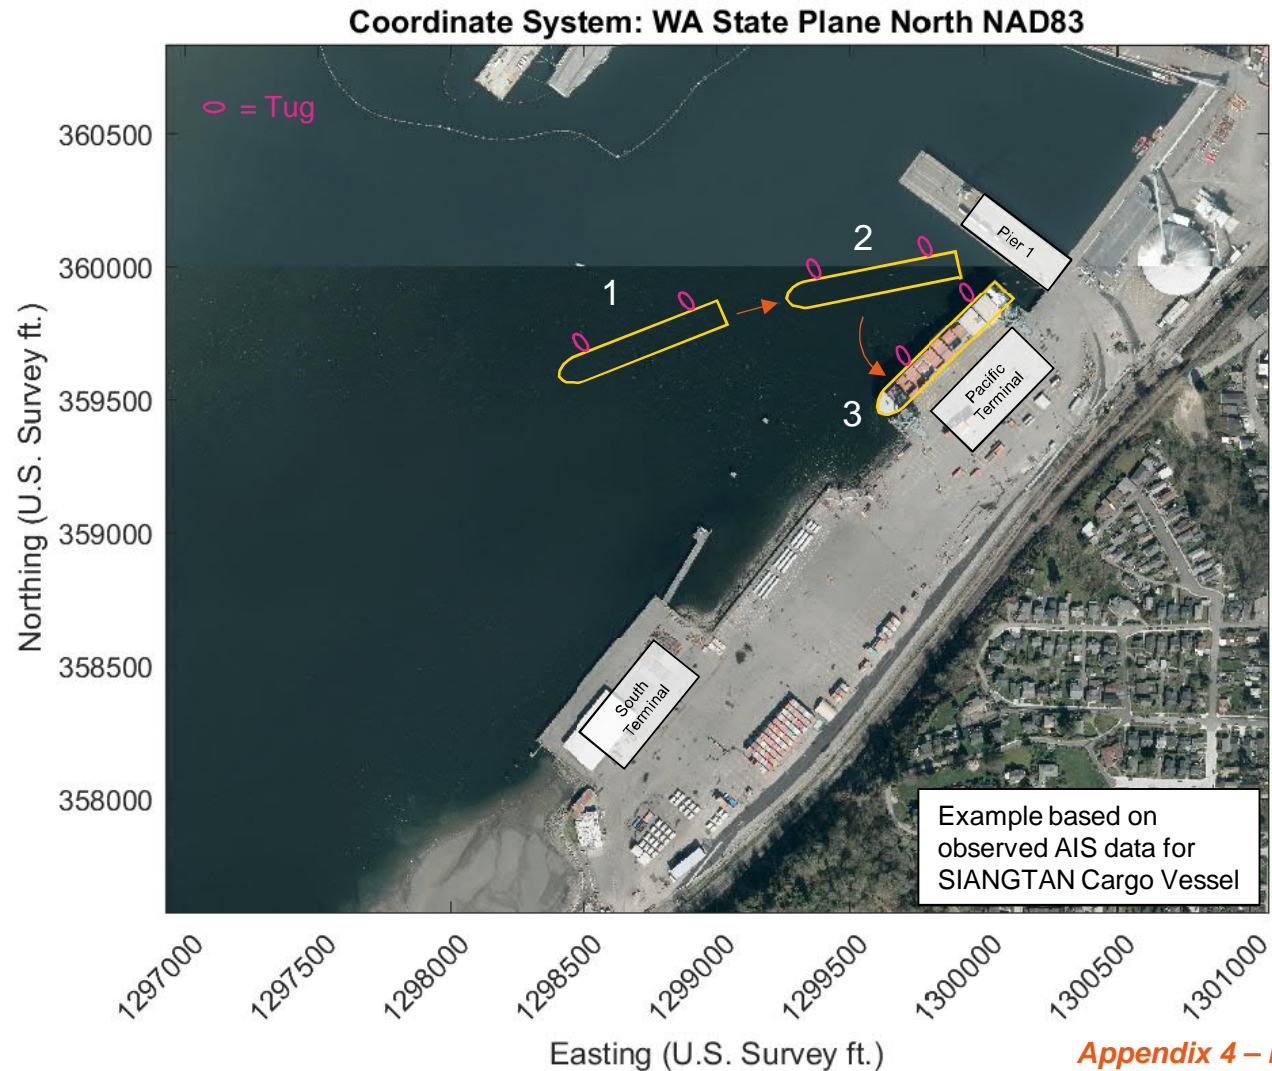 Coordinate System: WA State Plane North NAD83
= Tug
360500
360000
359500
359000
358500
358000
Northing (U.S. Survey ft.)
1
2
3
Pier 1
Pacific
Terminal
South
Terminal
Example based on
observed AIS data for
SIANGTAN Cargo Vessel
1297000
1297500
1298000
1298500
1299000
1299500
1300000
1300500
1301000
Easting (U.S. Survey ft.)
Appendix 4 –